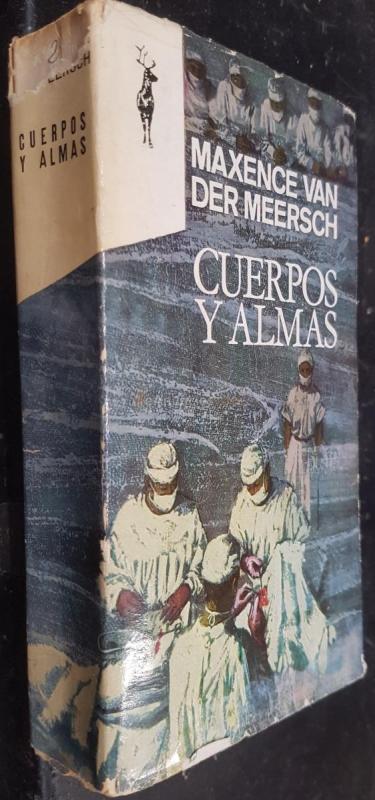 CUERPOS
Y ALMAS
MAXENCE VAN
DER MEERSCH
CUERPOS
Y ALMAS